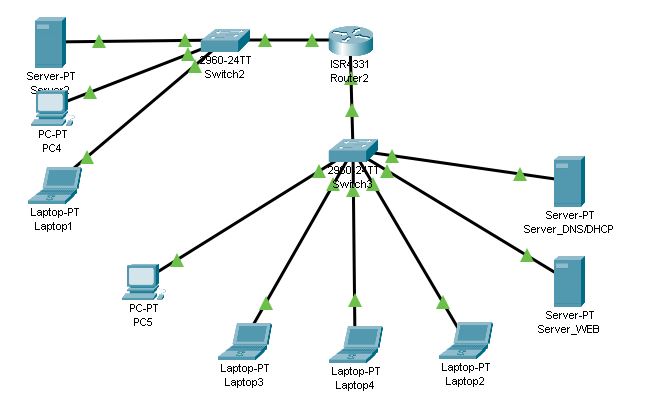 2960-24TT
Switch2
ISR4331
Router2
Server-PT
Server2
PC-PT
PC4
Laptop-PT
Laptop1
2960-24TT
Switch3
Server-PT
Server_DNS/DHCP
PC-PT
PC5
Server-PT
Server_WEB
Laptop-PT
Laptop3
Laptop-PT
Laptop4
Laptop-PT
Laptop2